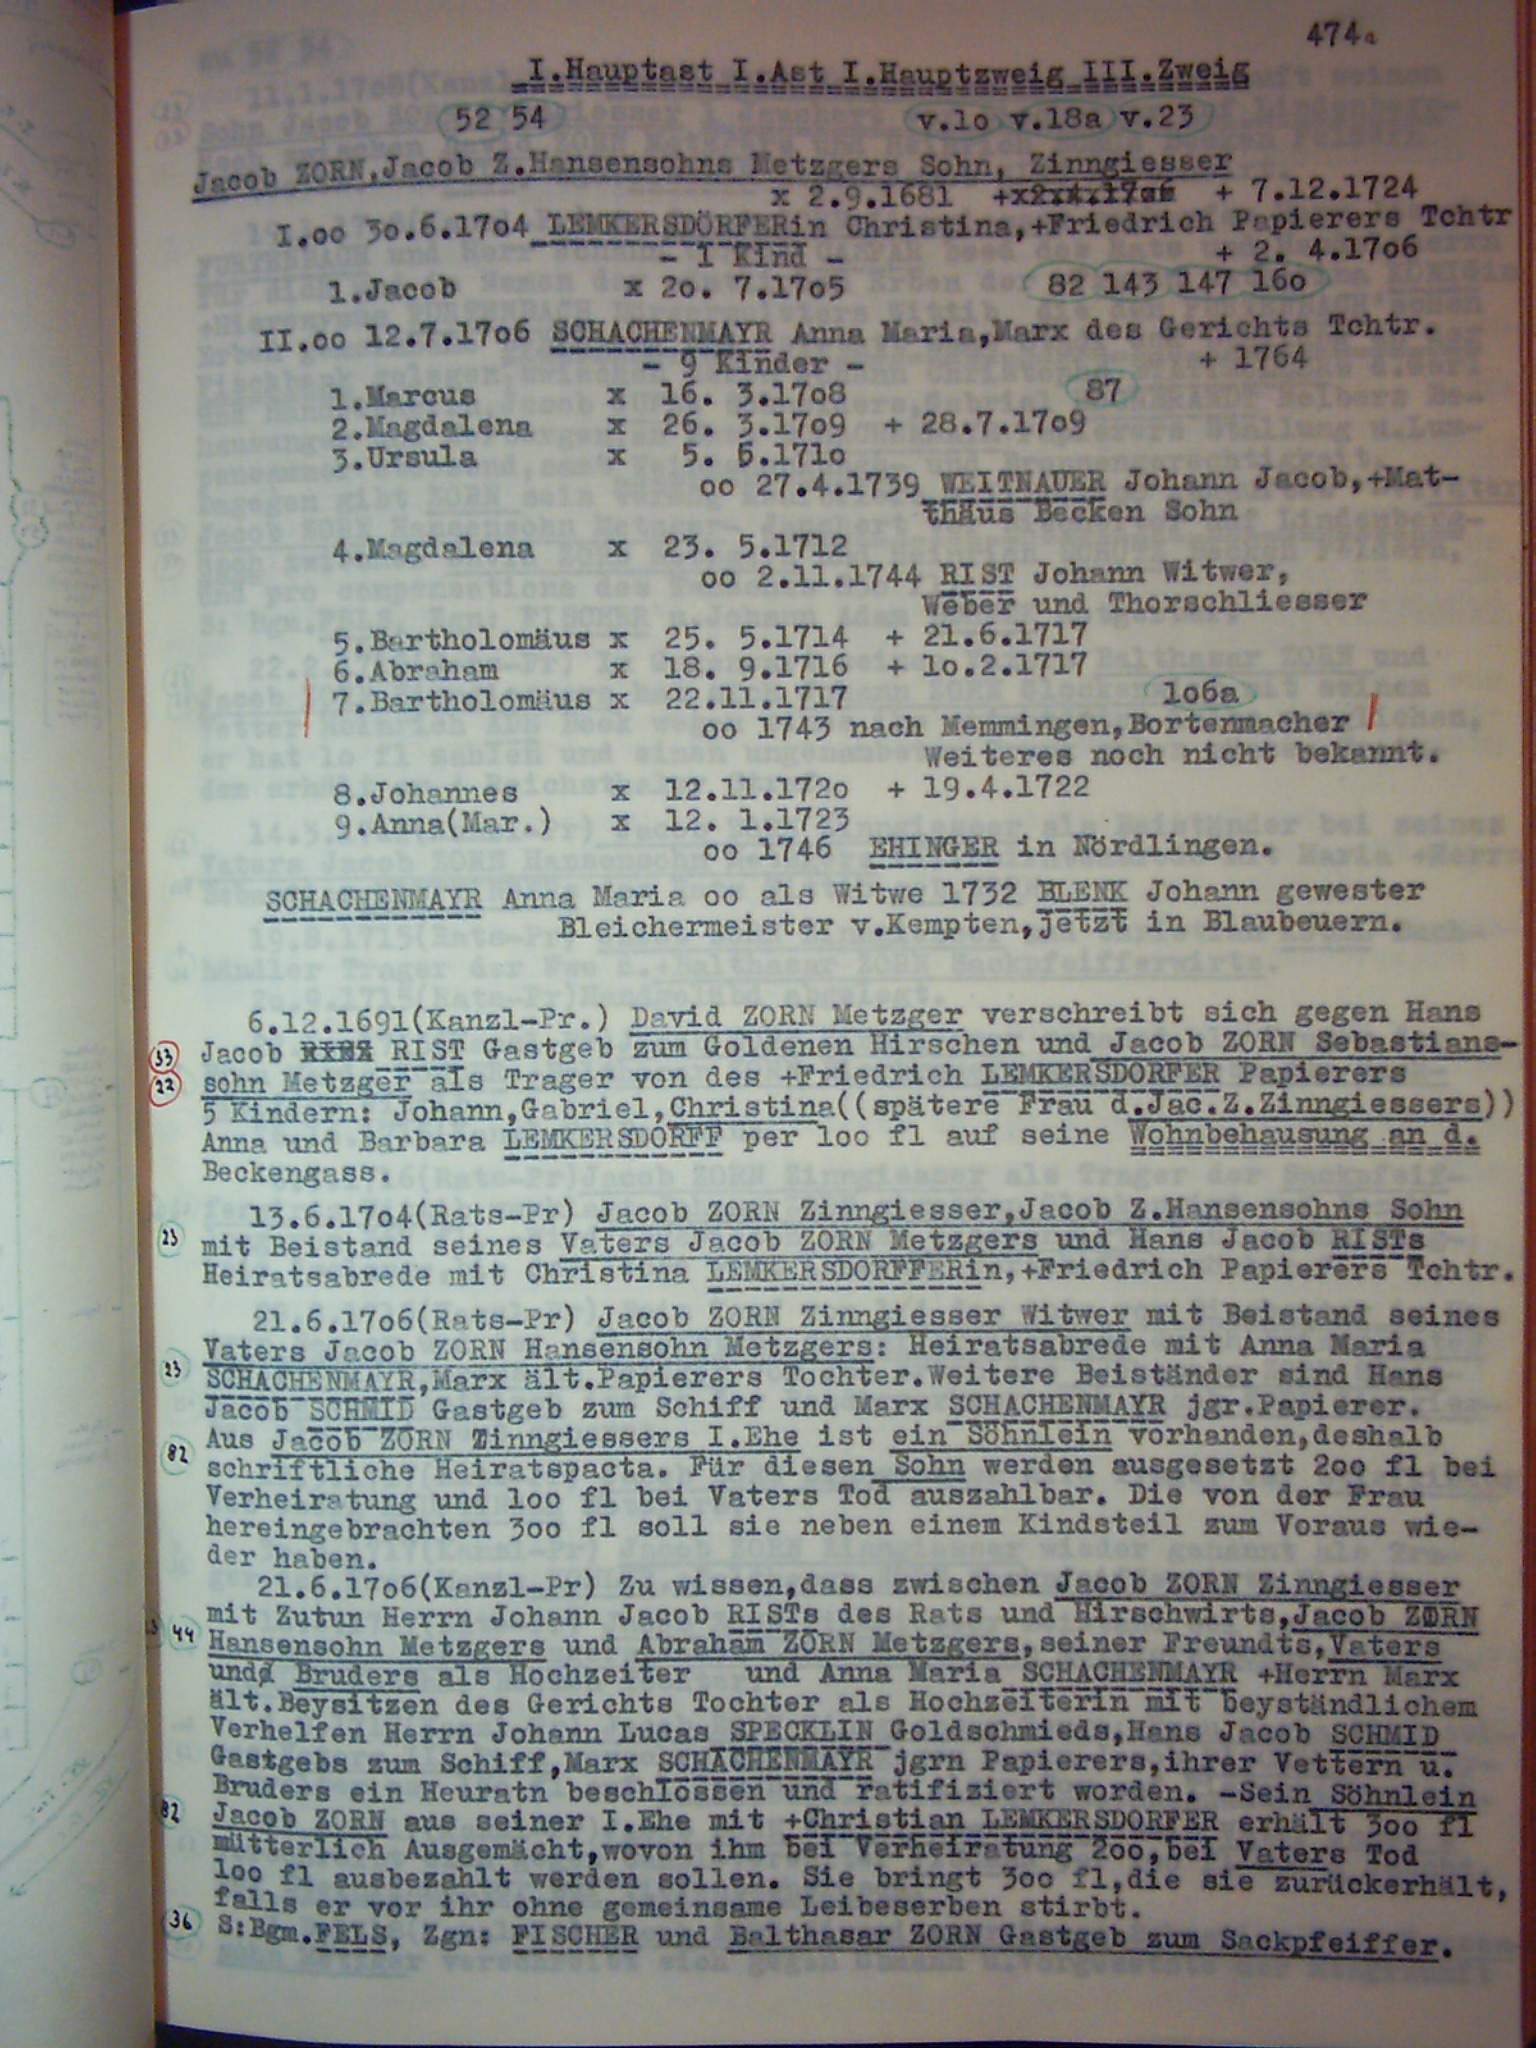 474a
I.Hauptast I.Ast I.Hauptzweig III.Zweig
52 54 v.lo v.18a v.23
Jacob ZORN,Jacob Z.Hansensohns Metzgers Sohn, Zinngiesser
x 2.9.1681 + 7.12.1724
I.oo 3o.6.17o4 LEMKERSDÖRFERin Christina,+Friedrich Papierers Tchtr
- 1 Kind - + 2. 4.17o6
1.Jacob x 2o. 7.17o5 82 143 147 16o
II.oo 12.7.17o6 SCHACHENMAYR Anna Maria,Marx des Gerichts Tchtr.
- 9 Kinder - + 1764
1.Marcus x 16. 3.17o8 87
2.Magdalena x 26. 3.17o9 + 28.7.17o9
3.Ursula x 5. 6.171o
oo 27.4.1739 WEITNAUER Johann Jacob,+Mat-
thäus Becken Sohn
4.Magdalena x 23. 5.1712
oo 2.11.1744 RIST Johann Witwer,
Weber und Thorschliesser
5.Bartholomäus x 25. 5.1714 + 21.6.1717
6.Abraham x 18. 9.1716 + 1o.2.1717
7.Bartholomäus x 22.11.1717 1o6a
oo 1743 nach Memmingen,Bortenmacher
Weiteres noch nicht bekannt.
8.Johannes x 12.11.172o + 19.4.1722
9.Anna(Mar.) x 12. 1.1723
oo 1746 EHINGER in Nördlingen.
SCHACHENMAYR Anna Maria oo als Witwe 1732 BLENK Johann gewester
Bleichermeister v.Kempten,jetzt in Blaubeuern.
6.12.1691(Kanzl-Pr.) David ZORN Metzger verschreibt sich gegen Hans
33 Jacob RIST Gastgeb zum Goldenen Hirschen und Jacob ZORN Sebastians-
22 sohn Metzger als Trager von des +Friedrich LEMKERSDORFER Papierers
5 Kindern: Johann,Gabriel,Christina((spätere Frau d.Jac.Z.Zinngiessers))
Anna und Barbara LEMKERSDORFF per loo fl auf seine Wohnbehausung an d.
Beckengass.
13.6.17o4(Rats-Pr) Jacob ZORN Zinngiesser,Jacob Z.Hansensohns Sohn
23 mit Beistand seines Vaters Jacob ZORN Metzgers und Hans Jacob RISTs
Heiratsabrede mit Christina LEMKERSDORFFERin,+Friedrich Papierers Tchtr.
21.6.17o6(Rats-Pr) Jacob ZORN Zinngiesser Witwer mit Beistand seines
Vaters Jacob ZORN Hansensohn Metzgers: Heiratsabrede mit Anna Maria
23 SCHACHENMAYR,Marx ält.Papierers Tochter.Weitere Beiständer sind Hans
Jacob SCHMID Gastgeb zum Schiff und Marx SCHACHENMAYR jgr.Papierer.
82 Aus Jacob ZORN Zinngiessers I.Ehe ist ein Söhnlein vorhanden,deshalb
schriftliche Heiratspacta. Für diesen Sohn werden ausgesetzt 2oo fl bei
Verheiratung und loo fl bei Vaters Tod auszahlbar. Die von der Frau
hereingebrachten 3oo fl soll sie neben einem Kindsteil zum Voraus wie-
der haben.
21.6.17o6(Kanzl-Pr) Zu wissen,dass zwischen Jacob ZORN Zinngiesser
44 mit Zutun Herrn Johann Jacob RISTs des Rats und Hirschwirts,Jacob ZORN
Hansensohn Metzgers und Abraham ZORN Metzgers,seiner Freundts,Vaters
und Bruders als Hochzeiter und Anna Maria SCHACHENMAYR +Herrn Marx
ält.Beysitzen des Gerichts Tochter als Hochzeiterin mit beyständlichem
Verhelfen Herrn Johann Lucas SPECKLIN Goldschmieds,Hans Jacob SCHMID
Gastgebs zum Schiff,Marx SCHACHENMAYR jgrn Papierers,ihrer Vettern u.
Bruders ein Heuratn beschlossen und ratifiziert worden. -Sein Söhnlein
82 Jacob ZORN aus seiner I.Ehe mit +Christian LEMKERSDORFER erhält 3oo fl
mütterlich Ausgemächt,wovon ihm bei Verheiratung 2oo,bei Vaters Tod
loo fl ausbezahlt werden sollen. Sie bringt 3oo fl,die sie zurückerhält,
falls er vor ihr ohne gemeinsame Leibeserben stirbt.
36 S:Bgm.FELS, Zgn: FISCHER und Balthasar ZORN Gastgeb zum Sackpfeiffer.